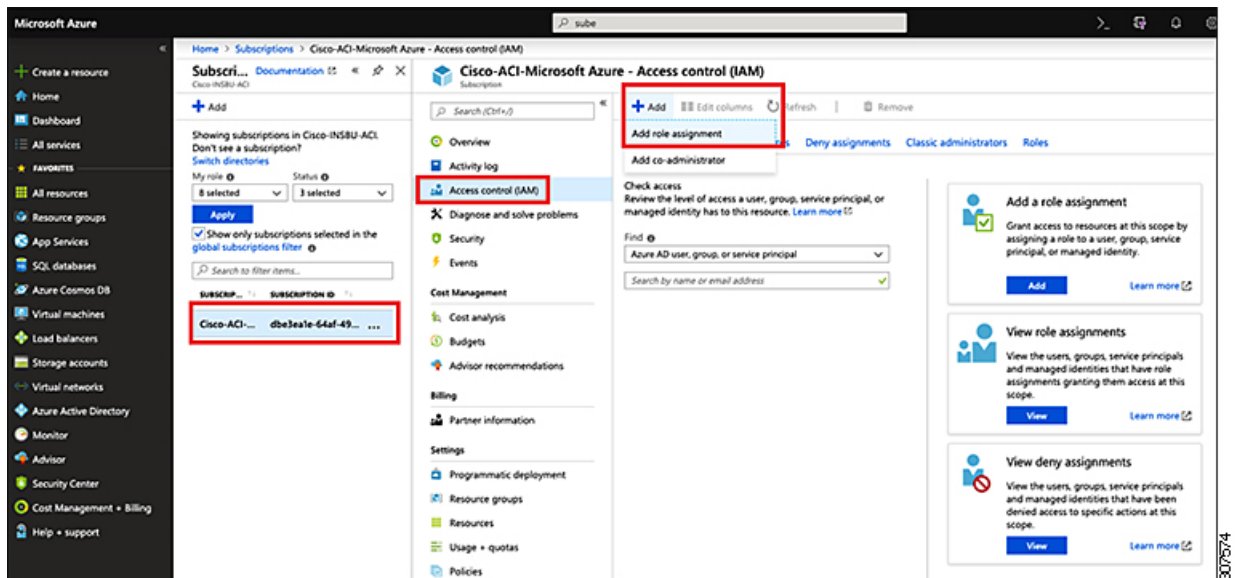 Microsoft Azure
sube
Home > Subscriptions > Cisco-ACI-Microsoft Azure - Access control (IAM)
Create a resource
Home
Dashboard
All services
FAVORITES
All resources
Resource groups
App Services
SQL databases
Azure Cosmos DB
Virtual machines
Load balancers
Storage accounts
Virtual networks
Azure Active Directory
Monitor
Advisor
Security Center
Cost Management + Billing
Help + support
Subscri... Documentation
Cisco-INSBU-ACI
Add
Showing subscriptions in Cisco-INSBU-ACI.
Don't see a subscription?
Switch directories
My role Status
8 selected 3 selected
Apply
Show only subscriptions selected in the
global subscriptions filter
Search to filter items...
SUBSCRIP... SUBSCRIPTION ID
Cisco-ACI-... dbe3ea1e-64af-49... ...
Cisco-ACI-Microsoft Azure - Access control (IAM)
Subscription
Search (Ctrl+/)
Overview
Activity log
Access control (IAM)
Diagnose and solve problems
Security
Events
Cost Management
Cost analysis
Budgets
Advisor recommendations
Billing
Partner information
Settings
Programmatic deployment
Resource groups
Resources
Usage + quotas
Policies
Add Edit columns Refresh Remove
Add role assignment
Add co-administrator
Deny assignments Classic administrators Roles
Check access
Review the level of access a user, group, service principal, or
managed identity has to this resource. Learn more
Find
Azure AD user, group, or service principal
Search by name or email address
Add a role assignment
Grant access to resources at this scope by
assigning a role to a user, group, service
principal, or managed identity.
Add Learn more
View role assignments
View the users, groups, service principals
and managed identities that have role
assignments granting them access at this
scope.
View Learn more
View deny assignments
View the users, groups, service principals
and managed identities that have been
denied access to specific actions at this
scope.
View Learn more
307574